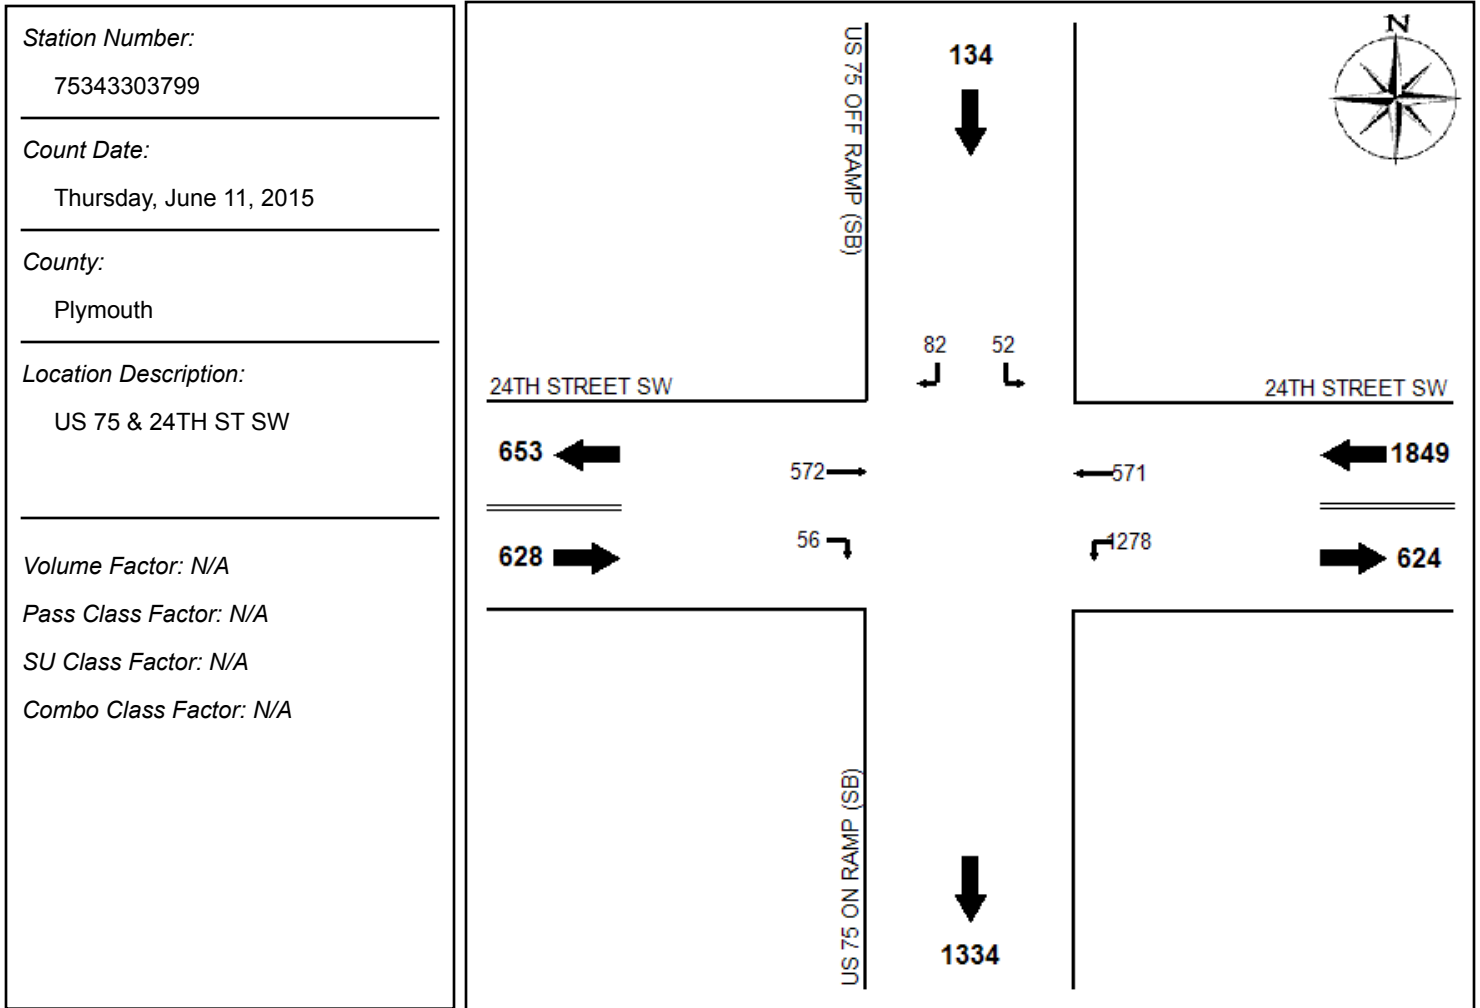 Station Number:
75343303799
Count Date:
Thursday, June 11, 2015
County:
Plymouth
Location Description:
US 75 & 24TH ST SW
Volume Factor: N/A
Pass Class Factor: N/A
SU Class Factor: N/A
Combo Class Factor: N/A
N
US 75 OFF RAMP (SB)
134
82
52
24TH STREET SW
24TH STREET SW
653
572
571
1849
628
56
1278
624
US 75 ON RAMP (SB)
1334